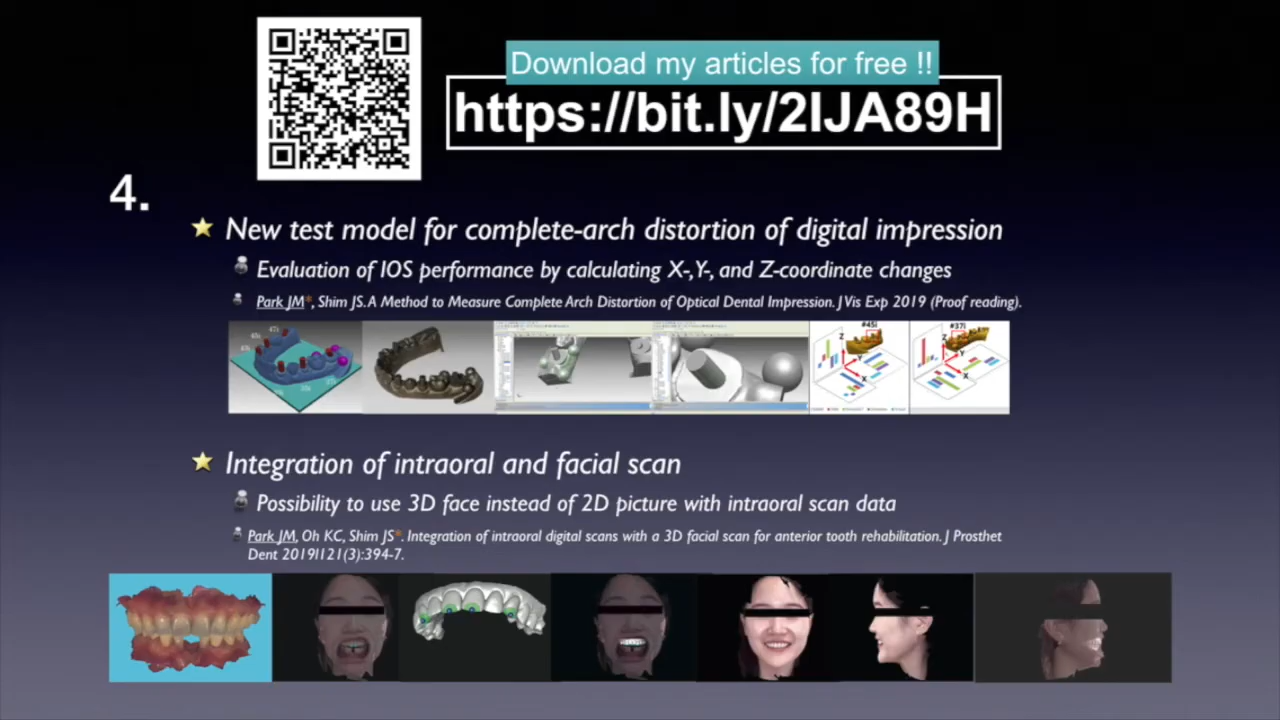 Download my articles for free !!
https://bit.ly/2IJA89H
4.
New test model for complete-arch distortion of digital impression
Evaluation of IOS performance by calculating X-,Y-, and Z-coordinate changes
Park JM*, Shim JS. A Method to Measure Complete Arch Distortion of Optical Dental Impression. J Vis Exp 2019 (Proof reading).
47i
#45i
#37i
Z
Y
X
Z
Y
X
Integration of intraoral and facial scan
Possibility to use 3D face instead of 2D picture with intraoral scan data
Park JM, Oh KC, Shim JS*. Integration of intraoral digital scans with a 3D facial scan for anterior tooth rehabilitation. J Prosthet
Dent 2019l121(3):394-7.